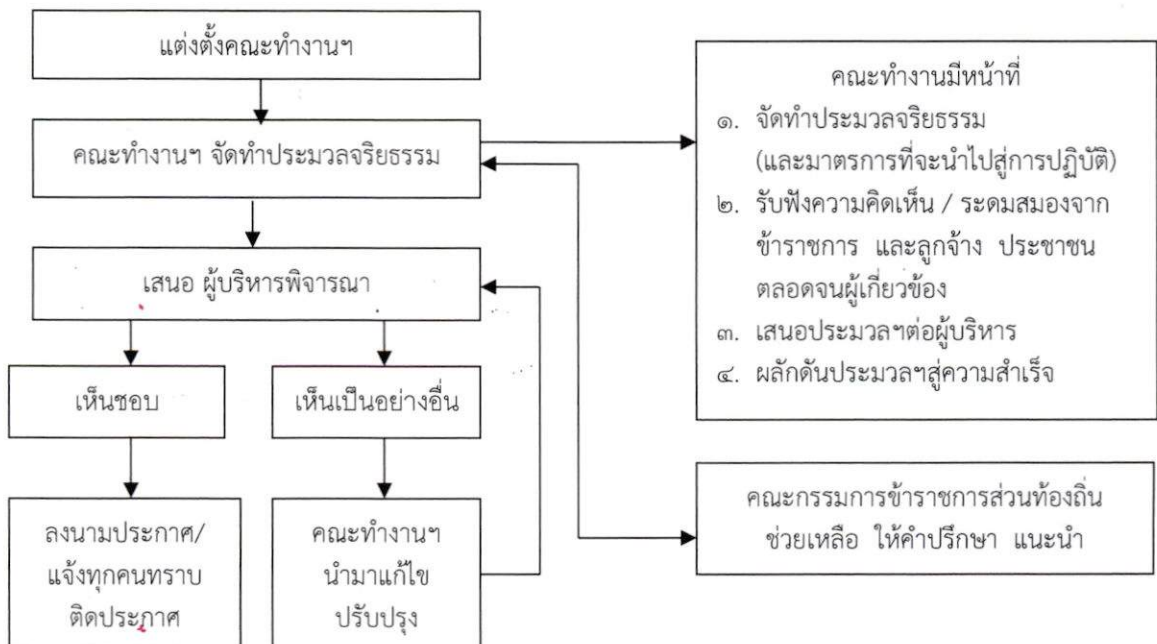 แต่งตั้งคณะทำงานฯ
คณะทำงานฯ จัดทำประมวลจริยธรรม
เสนอ ผู้บริหารพิจารณา
เห็นชอบ
เห็นเป็นอย่างอื่น
ลงนามประกาศ/
แจ้งทุกคนทราบ
ติดประกาศ
คณะทำงานฯ
นำมาแก้ไข
ปรับปรุง
คณะทำงานมีหน้าที่
๑. จัดทำประมวลจริยธรรม
(และมาตรการที่จะนำไปสู่การปฏิบัติ)
๒. รับฟังความคิดเห็น / ระดมสมองจาก
ข้าราชการ และลูกจ้าง ประชาชน
ตลอดจนผู้เกี่ยวข้อง
๓. เสนอประมวลฯต่อผู้บริหาร
๔. ผลักดันประมวลฯสู่ความสำเร็จ
คณะกรรมการข้าราชการส่วนท้องถิ่น
ช่วยเหลือ ให้คำปรึกษา แนะนำ